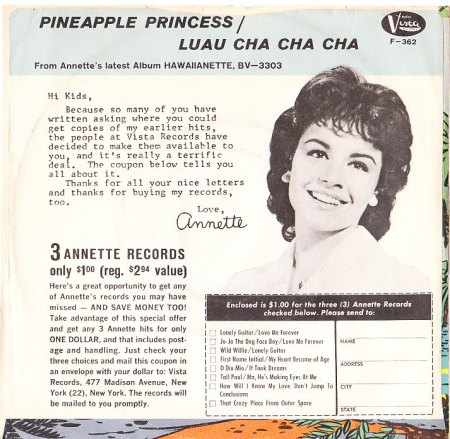 PINEAPPLE PRINCESS/
LUAU CHA CHA CHA
Vista
F-362
From Annette's latest Album HAWAIIANETTE, BV—3303
Hi Kids,
Because so many of you have
written asking where you could
get copies of my earlier hits,
the people at Vista Records have
decided to make them available to
you, and it's really a terrific
deal. The coupon below tells you
all about it.
Thanks for all your nice letters
and thanks for buying my records,
too.
Love,
Annette
3 ANNETTE RECORDS
only $1.00 (reg. $2.94 value)
Here's a great opportunity to get any
of Annette's records you may have
missed — AND SAVE MONEY TOO!
Take advantage of this special offer
and get any 3 Annette hits for only
ONE DOLLAR, and that includes post-
age and handling. Just check your
three choices and mail this coupon in
an envelope with your dollar to: Vista
Records, 477 Madison Avenue, New
York (22), New York. The records will
be mailed to you promptly.
Enclosed is $1.00 for the three (3) Annette Records
checked below. Please send to:
Lonely Guitar/Love Me Forever
Jo-Jo The Dog Face Boy/Love Me Forever
Wild Willie/Lonely Guitar
First Name Initial/My Heart Became of Age
O Dio Mio/It Took Dreams
Tall Paul/Ma, He's Making Eyes At Me
How Will I Know My Love Don't Jump To
Conclusions
That Crazy Place From Outer Space
NAME
ADDRESS
CITY
STATE